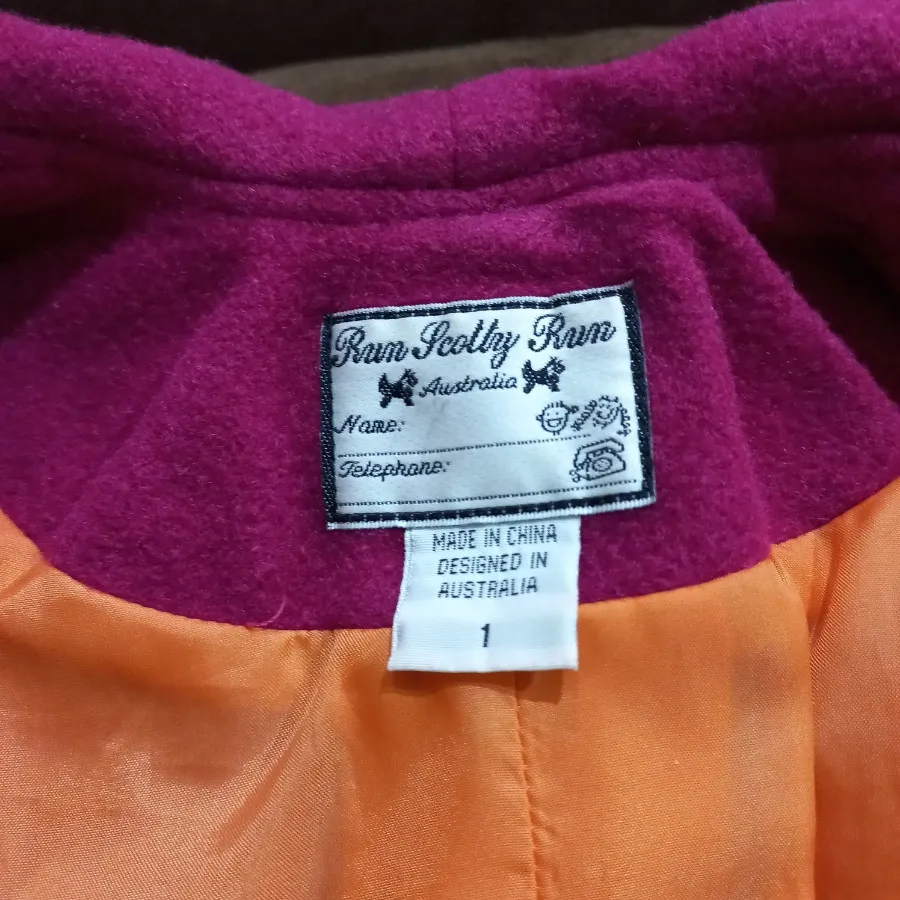 Run Scotty Run
Australia
Name:
Telephone:
MADE IN CHINA
DESIGNED IN
AUSTRALIA
1